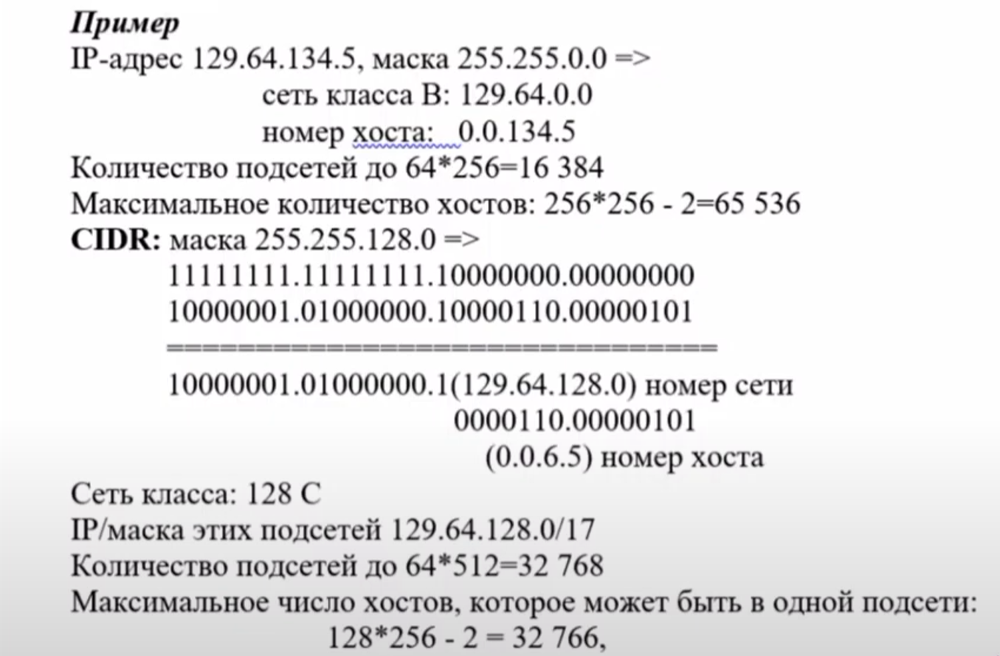 Пример
IP-адрес 129.64.134.5, маска 255.255.0.0 =>
сеть класса B: 129.64.0.0
номер хоста: 0.0.134.5
Количество подсетей до 64*256=16 384
Максимальное количество хостов: 256*256 - 2=65 536
CIDR: маска 255.255.128.0 =>
11111111.11111111.10000000.00000000
10000001.01000000.10000110.00000101
===============================
10000001.01000000.1(129.64.128.0) номер сети
0000110.00000101
(0.0.6.5) номер хоста
Сеть класса: 128 C
IP/маска этих подсетей 129.64.128.0/17
Количество подсетей до 64*512=32 768
Максимальное число хостов, которое может быть в одной подсети:
128*256 - 2 = 32 766,